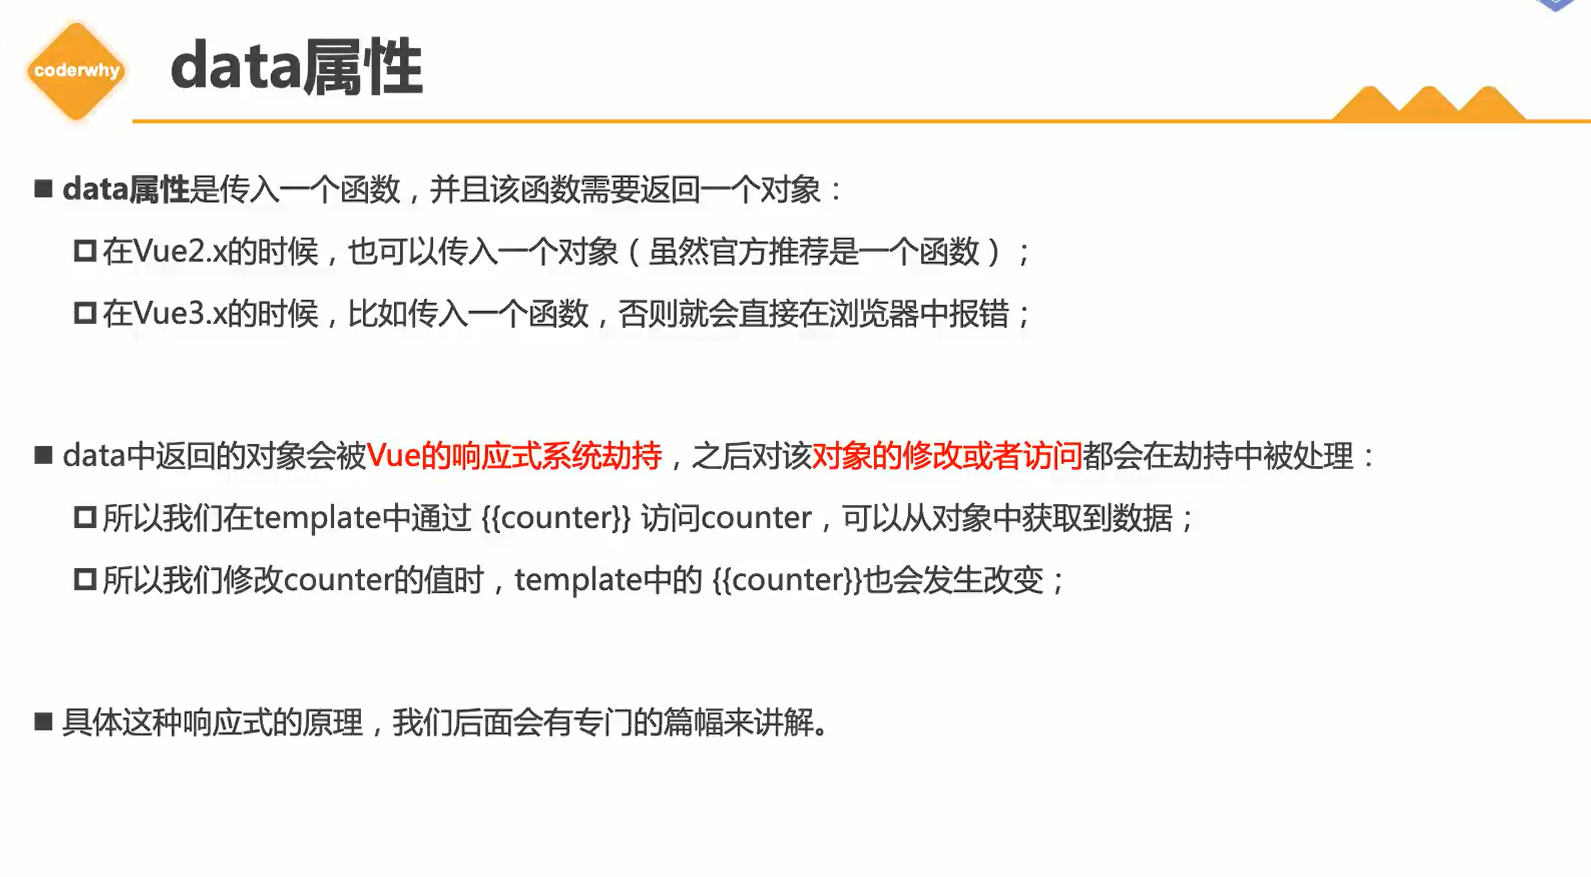 coderwhy
data属性
data属性是传入一个函数，并且该函数需要返回一个对象：
在Vue2.x的时候，也可以传入一个对象（虽然官方推荐是一个函数）；
在Vue3.x的时候，比如传入一个函数，否则就会直接在浏览器中报错；
data中返回的对象会被Vue的响应式系统劫持，之后对该对象的修改或者访问都会在劫持中被处理：
所以我们在template中通过 {{counter}} 访问counter，可以从对象中获取到数据；
所以我们修改counter的值时，template中的 {{counter}}也会发生改变；
具体这种响应式的原理，我们后面会有专门的篇幅来讲解。